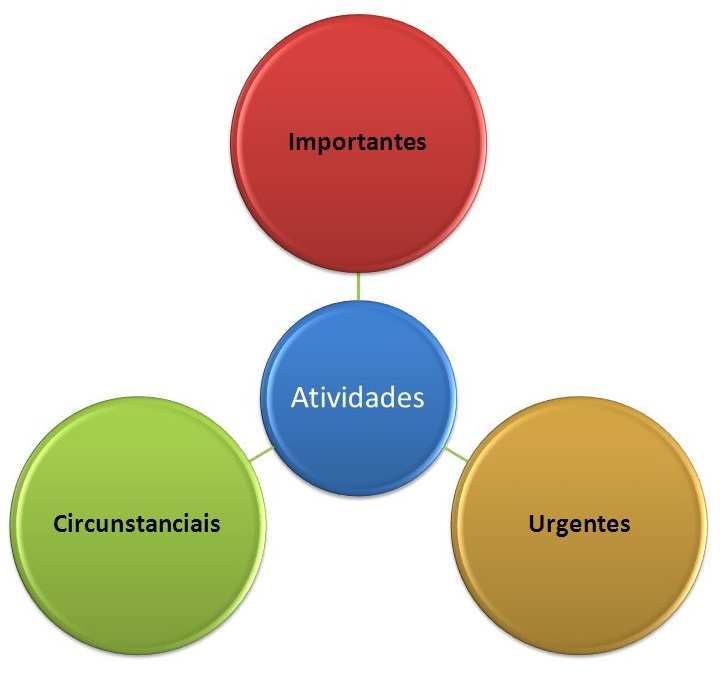 Importantes
Atividades
Circunstanciais
Urgentes